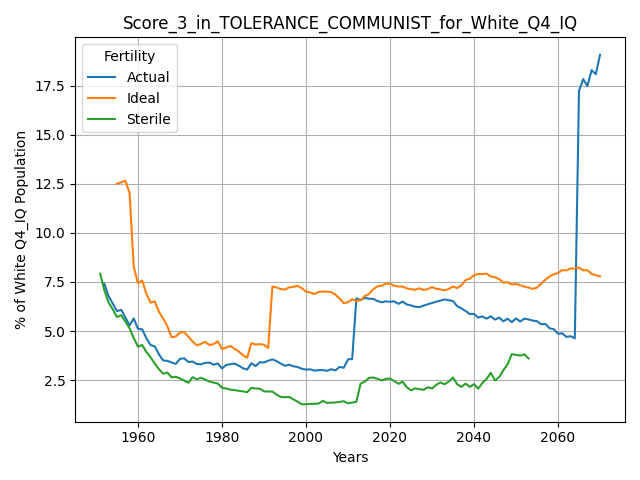 Score_3_in_TOLERANCE_COMMUNIST_for_White_Q4_IQ
Fertility
Actual
Ideal
Sterile
% of White Q4_IQ Population
17.5
15.0
12.5
10.0
7.5
5.0
2.5
1960 1980 2000 2020 2040 2060
Years